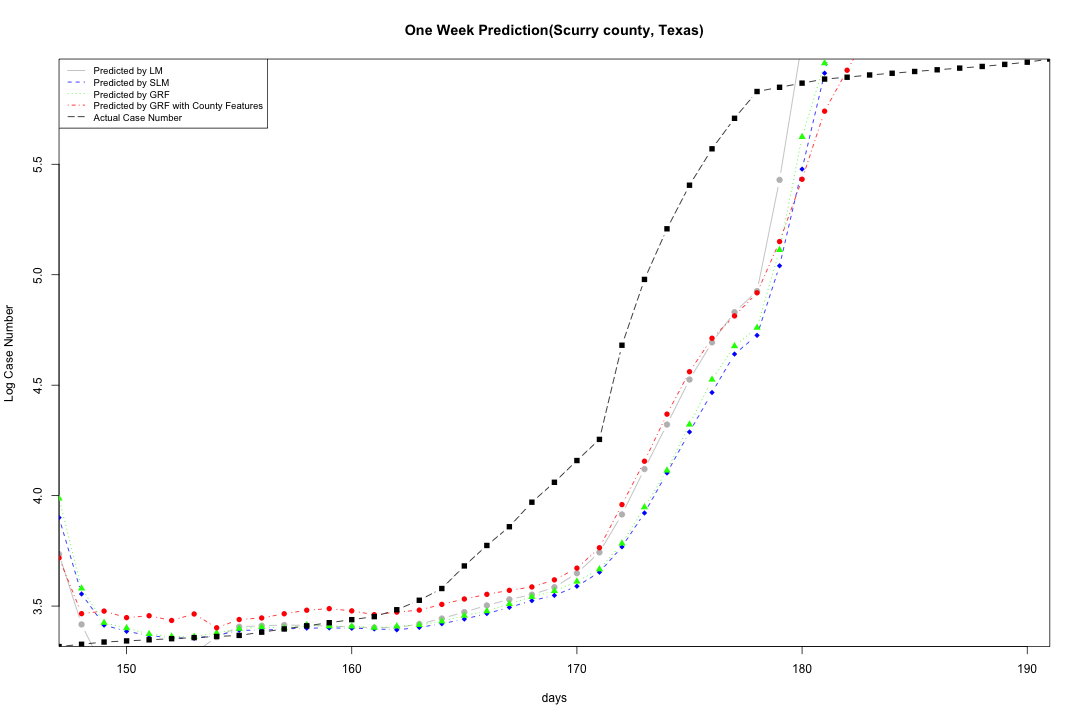 One Week Prediction(Scurry county, Texas)
Predicted by LM
Predicted by SLM
Predicted by GRF
Predicted by GRF with County Features
Actual Case Number
Log Case Number
5.5
5.0
4.5
4.0
3.5
150 160 170 180 190
days